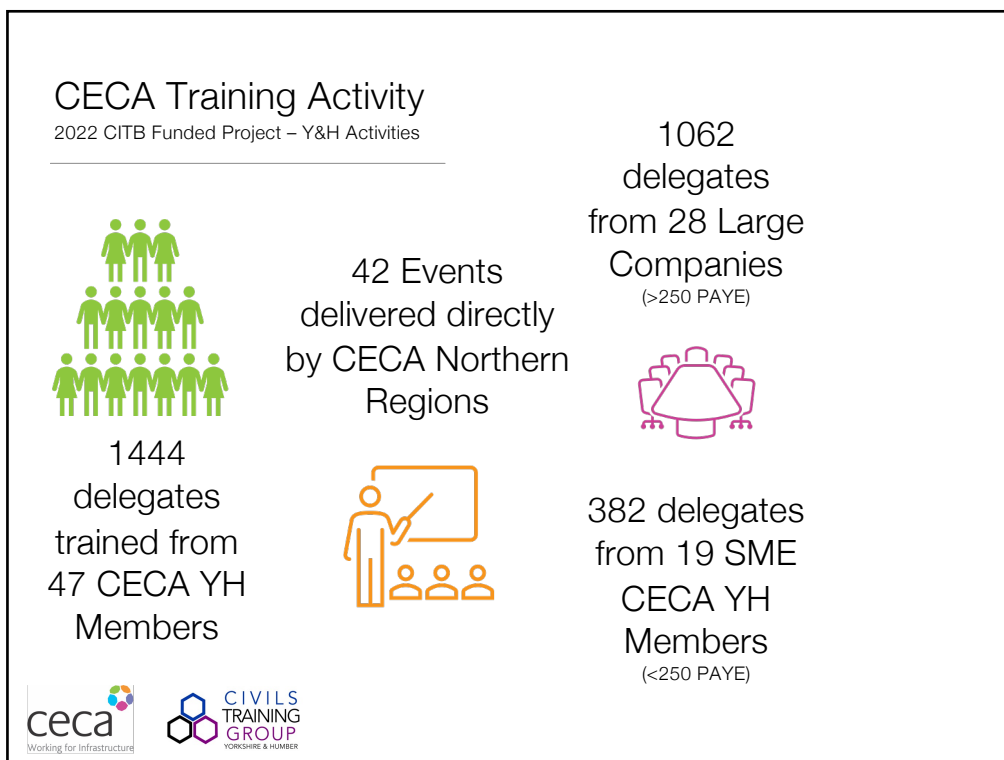 CECA Training Activity
2022 CITB Funded Project – Y&H Activities
1444
delegates
trained from
47 CECA YH
Members
42 Events
delivered directly
by CECA Northern
Regions
1062
delegates
from 28 Large
Companies
(>250 PAYE)
382 delegates
from 19 SME
CECA YH
Members
(<250 PAYE)
ceca
Working for Infrastructure
CIVILS
TRAINING
GROUP
YORKSHIRE & HUMBER